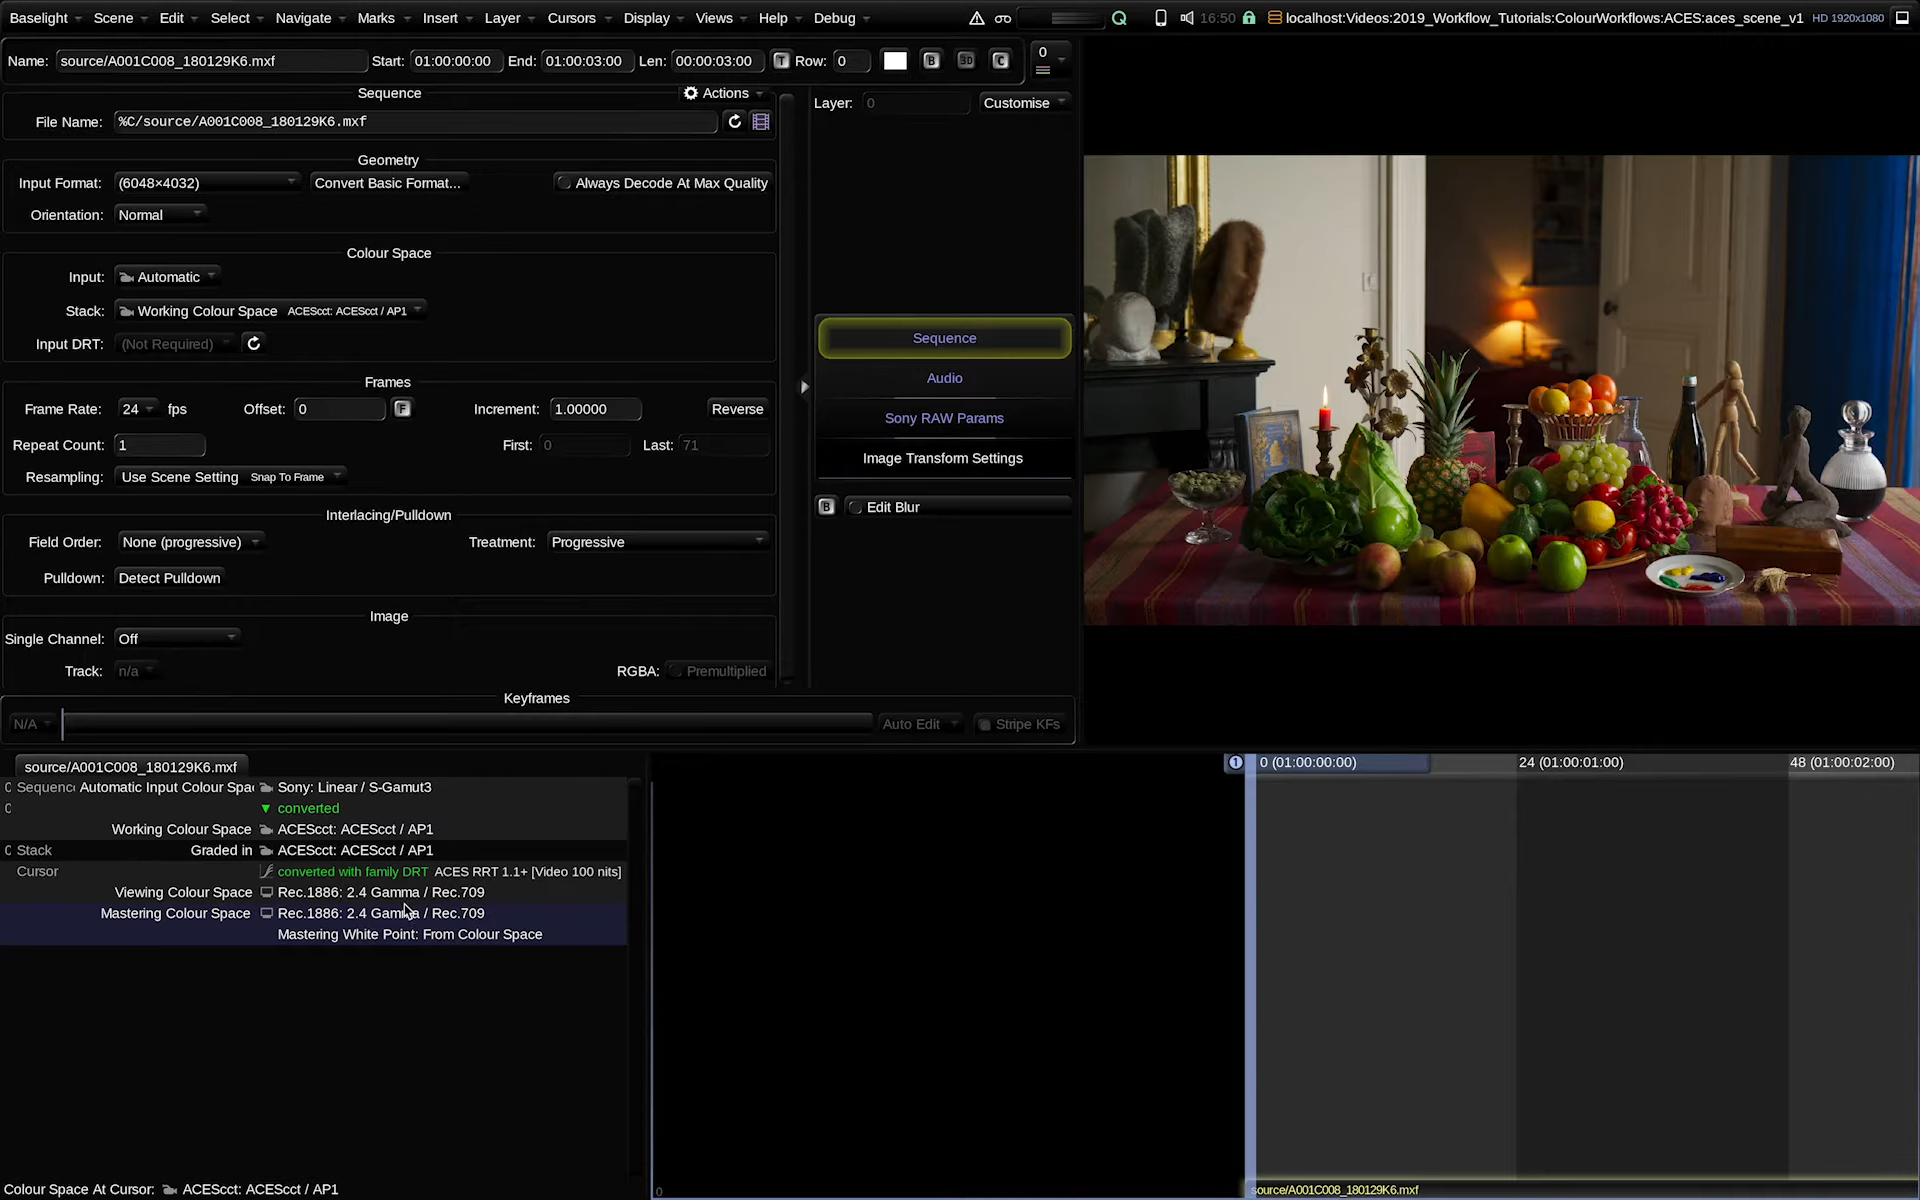 Baselight Scene Edit Select Navigate Marks Insert Layer Cursors Display Views Help Debug 16:50 localhost:Videos:2019_Workflow_Tutorials:ColourWorkflows:ACES:aces_scene_v1 HD 1920x1080
Name: source/A001C008_180129K6.mxf Start: 01:00:00:00 End: 01:00:03:00 Len: 00:00:03:00 T Row: 0 B 3D C 0
Sequence Actions
File Name: %C/source/A001C008_180129K6.mxf
Geometry
Input Format: (6048×4032) Convert Basic Format... Always Decode At Max Quality
Orientation: Normal
Colour Space
Input: Automatic
Stack: Working Colour Space ACEScct: ACEScct / AP1
Input DRT: (Not Required)
Frames
Frame Rate: 24 fps Offset: 0 F Increment: 1.00000 Reverse
Repeat Count: 1 First: 0 Last: 71
Resampling: Use Scene Setting Snap To Frame
Interlacing/Pulldown
Field Order: None (progressive) Treatment: Progressive
Pulldown: Detect Pulldown
Image
Single Channel: Off
Track: n/a RGBA: Premultiplied
Keyframes
N/A Auto Edit Stripe KFs
Layer: 0 Customise
Sequence
Audio
Sony RAW Params
Image Transform Settings
B Edit Blur
source/A001C008_180129K6.mxf
Automatic Input Colour Sony: Linear / S-Gamut3
converted
Working Colour Space ACEScct: ACEScct / AP1
Stack Graded in ACEScct: ACEScct / AP1
Cursor converted with family DRT ACES RRT 1.1+ [Video 100 nits]
Viewing Colour Space Rec.1886: 2.4 Gamma / Rec.709
Mastering Colour Space Rec.1886: 2.4 Gamma / Rec.709
Mastering White Point: From Colour Space
Colour Space At Cursor: ACEScct: ACEScct / AP1
1 0 (01:00:00:00) 24 (01:00:01:00) 48 (01:00:02:00)
0
source/A001C008_180129K6.mxf